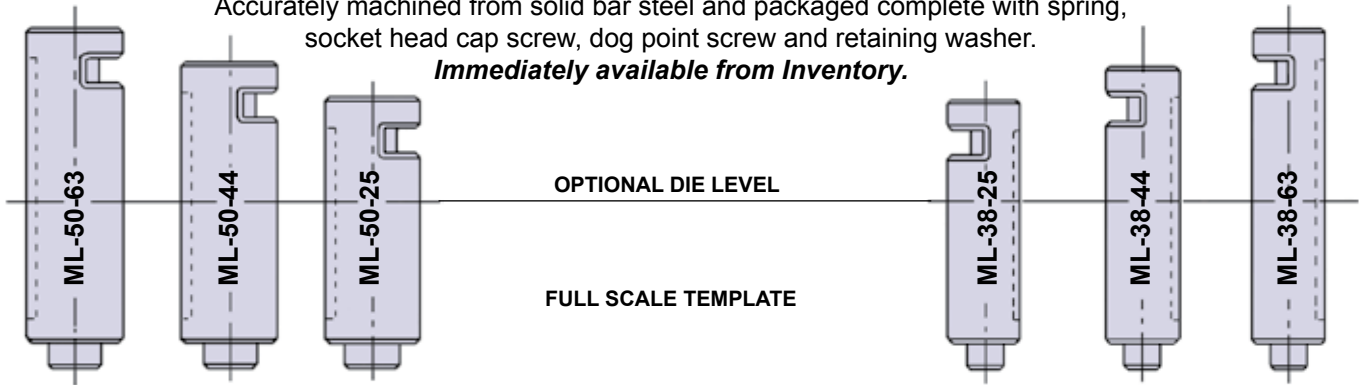 Accurately machined from solid bar steel and packaged complete with spring,
socket head cap screw, dog point screw and retaining washer.
Immediately available from Inventory.
ML-50-63
ML-50-44
ML-50-25
OPTIONAL DIE LEVEL
ML-38-25
ML-38-44
ML-38-63
FULL SCALE TEMPLATE